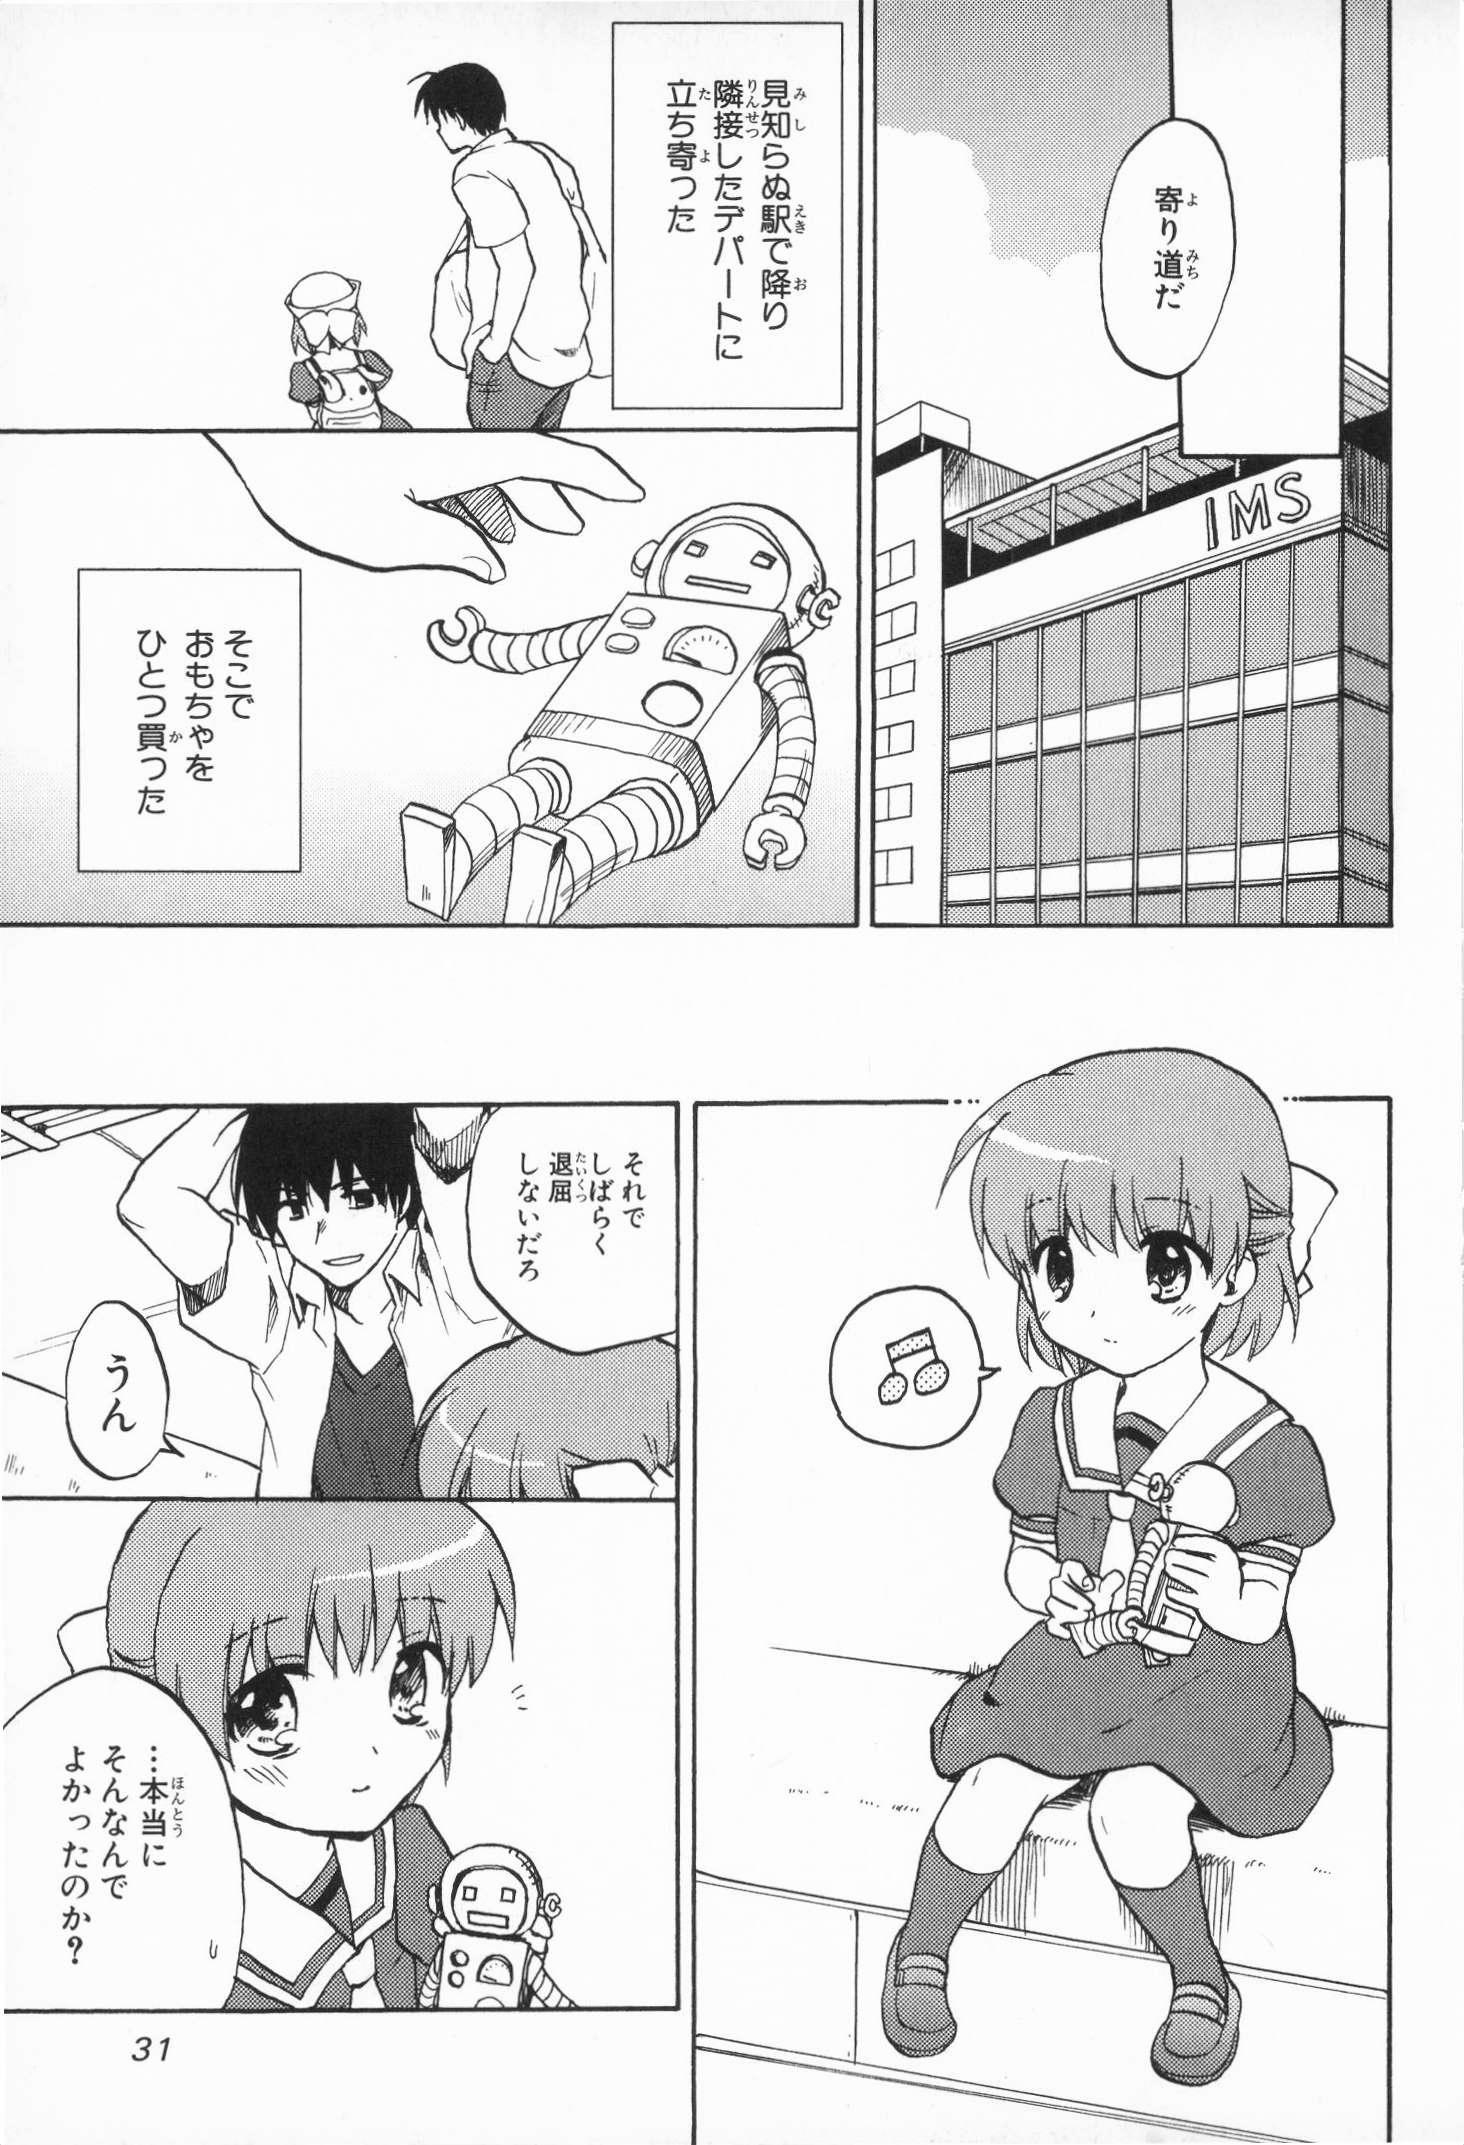 寄り道だ
IMS
見知らぬ駅で降り
隣接したデパートに
立ち寄った
そこで
おもちゃを
ひとつ買った
それで
しばらく
退屈
しないだろ
うん
…本当に
そんなんで
よかったのか?
31